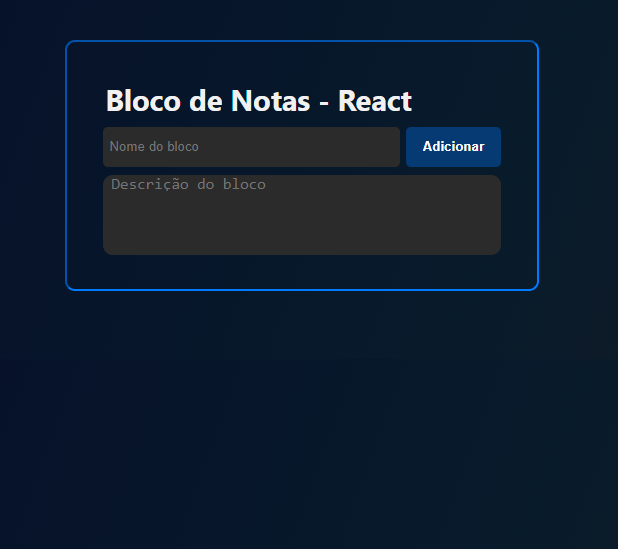 Bloco de Notas - React
Nome do bloco
Adicionar
Descrição do bloco